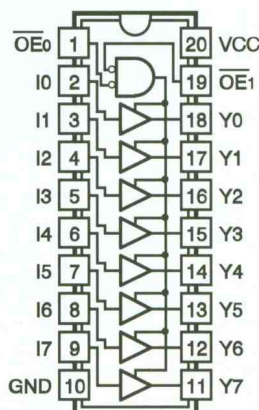 O̅E̅₀ 1 20 VCC
I0 2 19 O̅E̅₁
I1 3 18 Y0
I2 4 17 Y1
I3 5 16 Y2
I4 6 15 Y3
I5 7 14 Y4
I6 8 13 Y5
I7 9 12 Y6
GND 10 11 Y7